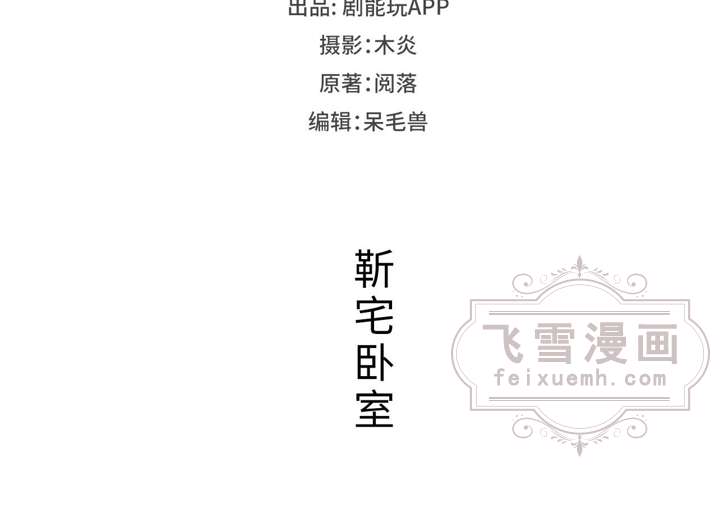 出品: 剧能玩APP
摄影：木炎
原著：阅落
编辑：呆毛兽
靳宅卧室
飞雪漫画
feixuemh.com